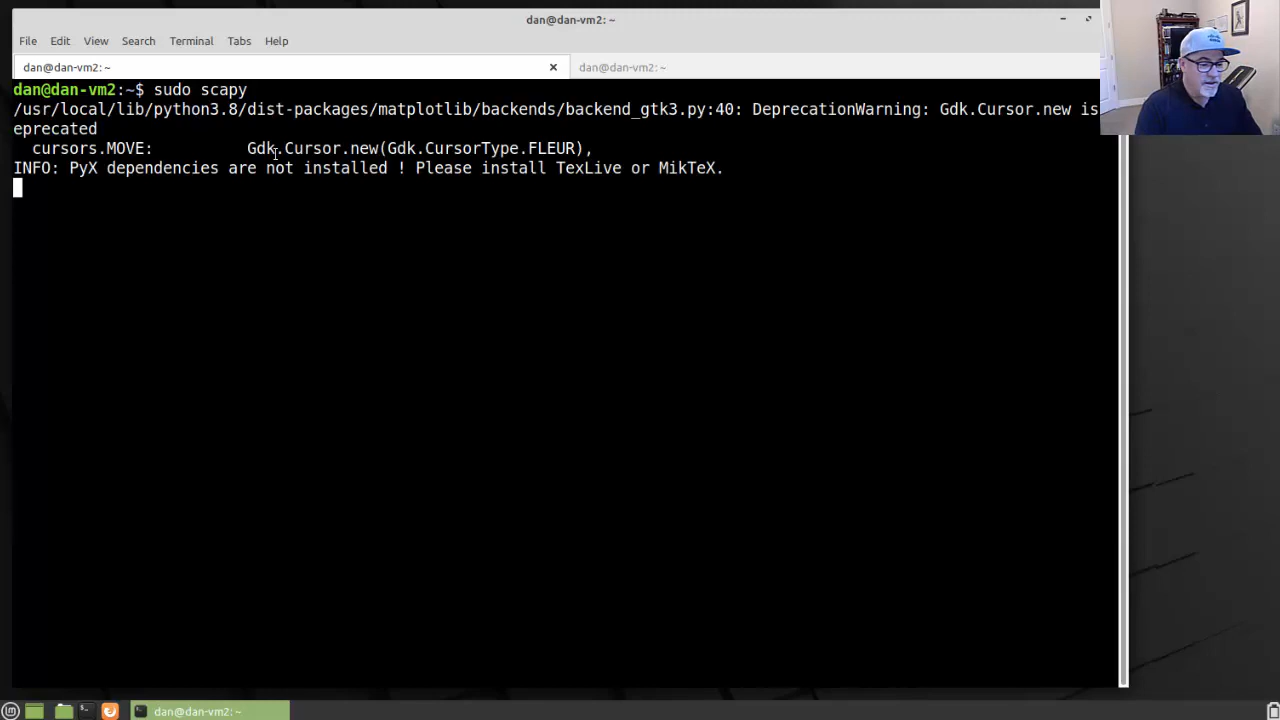 dan@dan-vm2: ~
File Edit View Search Terminal Tabs Help
dan@dan-vm2: ~
dan@dan-vm2: ~
dan@dan-vm2:~$ sudo scapy
/usr/local/lib/python3.8/dist-packages/matplotlib/backends/backend_gtk3.py:40: DeprecationWarning: Gdk.Cursor.new is
eprecated
cursors.MOVE: Gdk.Cursor.new(Gdk.CursorType.FLEUR),
INFO: PyX dependencies are not installed ! Please install TexLive or MikTeX.
dan@dan-vm2: ~